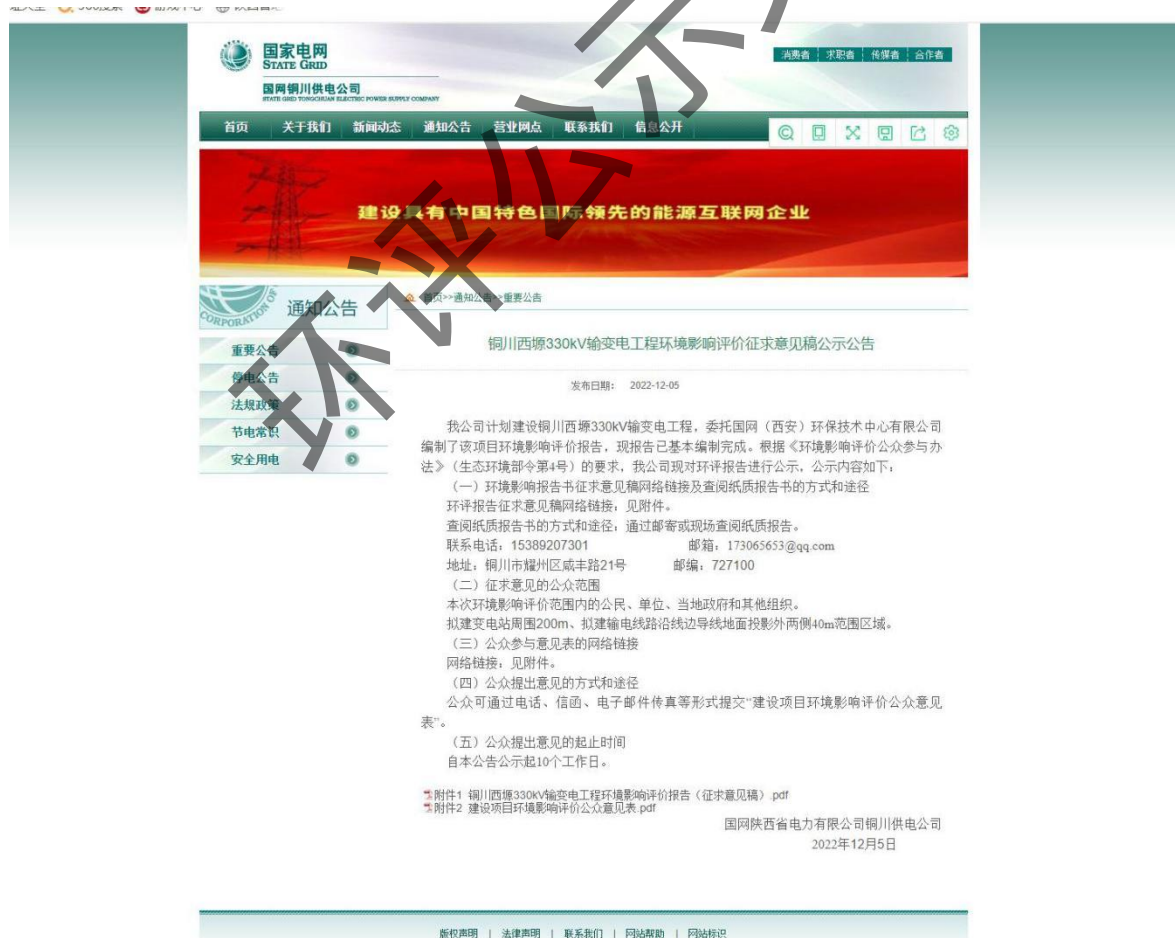 国家电网
STATE GRID
国网铜川供电公司
STATE GRID TONGCHUAN ELECTRIC POWER SUPPLY COMPANY
消费者 求职者 传媒者 合作者
首页 关于我们 新闻动态 通知公告 营业网点 联系我们 信息公开
建设具有中国特色国际领先的能源互联网企业
CORPORATION OF
通知公告
首页>>通知公告>>重要公告
重要公告
停电公告
法规政策
节电常识
安全用电
铜川西塬330kV输变电工程环境影响评价征求意见稿公示公告
发布日期： 2022-12-05
我公司计划建设铜川西塬330kV输变电工程，委托国网（西安）环保技术中心有限公司
编制了该项目环境影响评价报告，现报告已基本编制完成。根据《环境影响评价公众参与办
法》（生态环境部令第4号）的要求，我公司现对环评报告进行公示，公示内容如下：
（一）环境影响报告书征求意见稿网络链接及查阅纸质报告书的方式和途径
环评报告征求意见稿网络链接：见附件。
查阅纸质报告书的方式和途径：通过邮寄或现场查阅纸质报告。
联系电话：15389207301 邮箱：173065653@qq.com
地址：铜川市耀州区咸丰路21号 邮编：727100
（二）征求意见的公众范围
本次环境影响评价范围内的公民、单位、当地政府和其他组织。
拟建变电站周围200m、拟建输电线路沿线边导线地面投影外两侧40m范围区域。
（三）公众参与意见表的网络链接
网络链接：见附件。
（四）公众提出意见的方式和途径
公众可通过电话、信函、电子邮件传真等形式提交“建设项目环境影响评价公众意见
表”。
（五）公众提出意见的起止时间
自本公告公示起10个工作日。
附件1 铜川西塬330kV输变电工程环境影响评价报告（征求意见稿）.pdf
附件2 建设项目环境影响评价公众意见表.pdf
国网陕西省电力有限公司铜川供电公司
2022年12月5日
版权声明 | 法律声明 | 联系我们 | 网站帮助 | 网站标识
环评公示